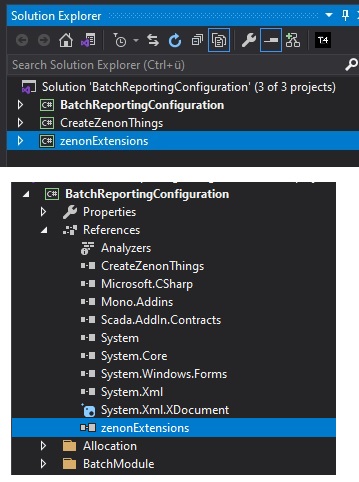 Solution Explorer
T4
Search Solution Explorer (Ctrl+ü)
Solution 'BatchReportingConfiguration' (3 of 3 projects)
C# BatchReportingConfiguration
C# CreateZenonThings
C# zenonExtensions
C# BatchReportingConfiguration
Properties
References
Analyzers
CreateZenonThings
Microsoft.CSharp
Mono.Addins
Scada.AddIn.Contracts
System
System.Core
System.Windows.Forms
System.Xml
System.Xml.XDocument
zenonExtensions
Allocation
BatchModule